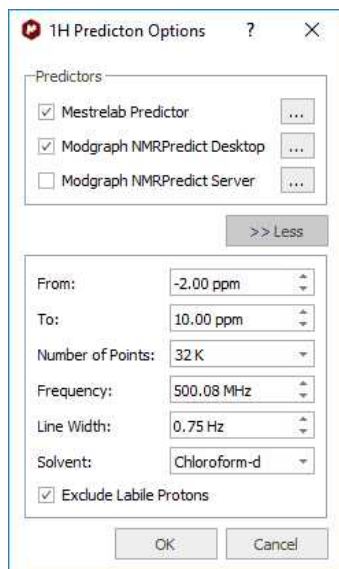 1H Predicton Options ?
Predictors
Mestrelab Predictor ...
Modgraph NMRPredict Desktop ...
Modgraph NMRPredict Server ...
>> Less
From: -2.00 ppm
To: 10.00 ppm
Number of Points: 32 K
Frequency: 500.08 MHz
Line Width: 0.75 Hz
Solvent: Chloroform-d
Exclude Labile Protons
OK Cancel